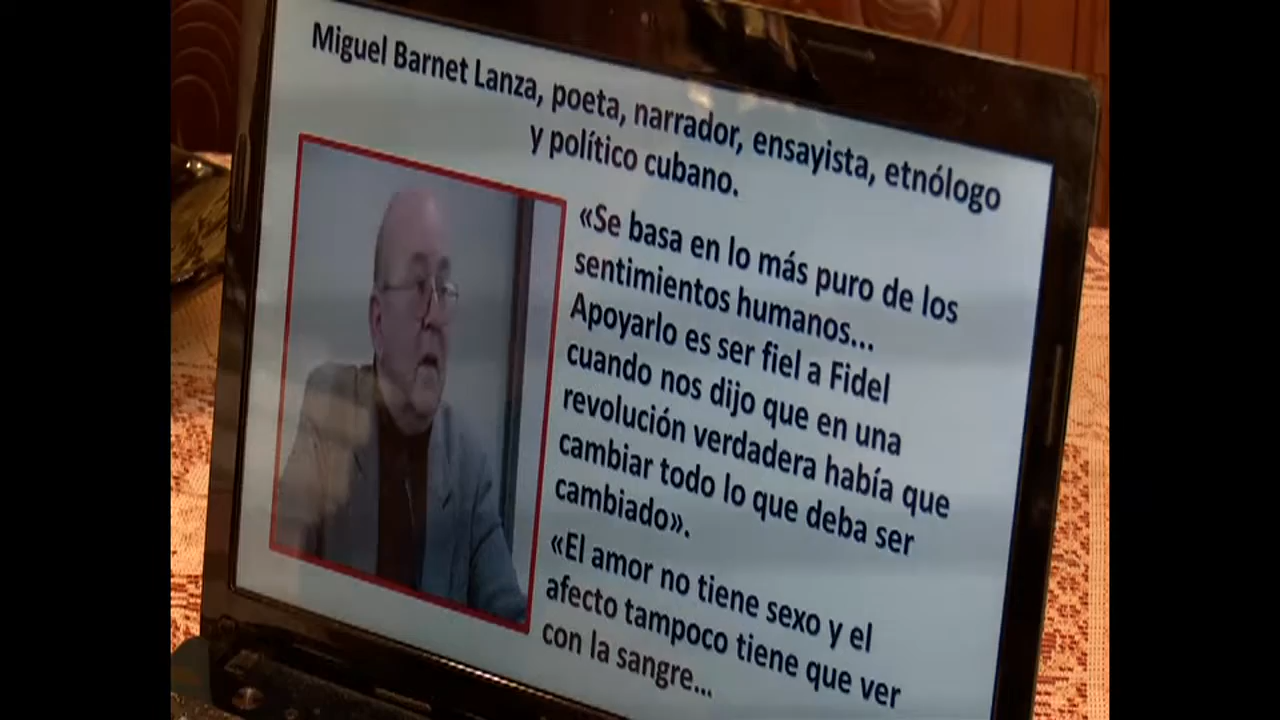 Miguel Barnet Lanza, poeta, narrador, ensayista, etnólogo
y político cubano.
«Se basa en lo más puro de los
sentimientos humanos...
Apoyarlo es ser fiel a Fidel
cuando nos dijo que en una
revolución verdadera había que
cambiar todo lo que deba ser
cambiado».
«El amor no tiene sexo y el
afecto tampoco tiene que ver
con la sangre...